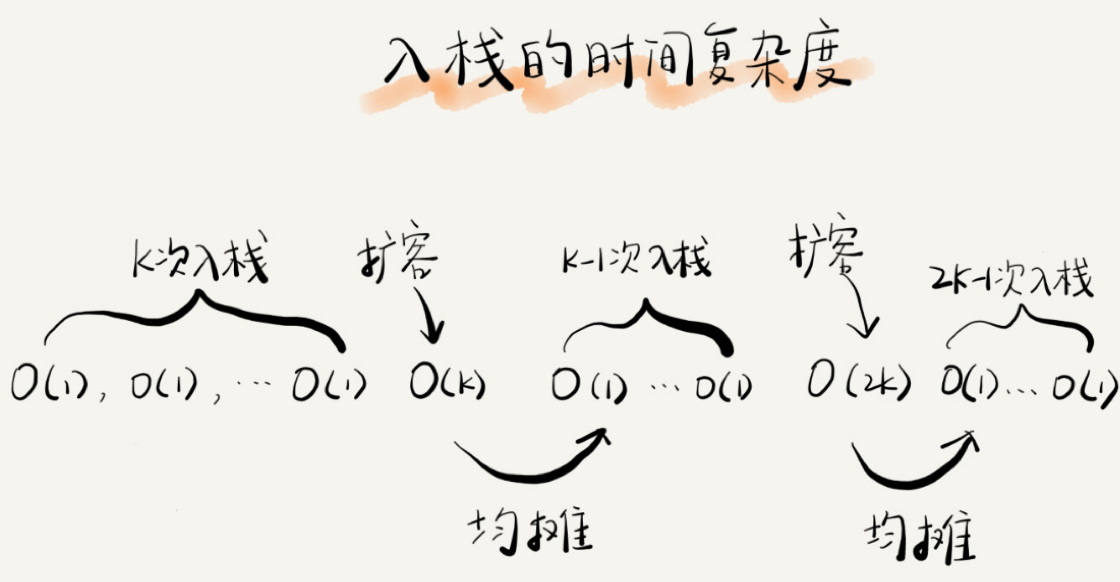 入栈的时间复杂度
K次入栈 扩容 K-1次入栈 扩容 2K-1次入栈
O(1), O(1), … O(1) O(K) O(1) … O(1) O(2K) O(1)… O(1)
均摊 均摊